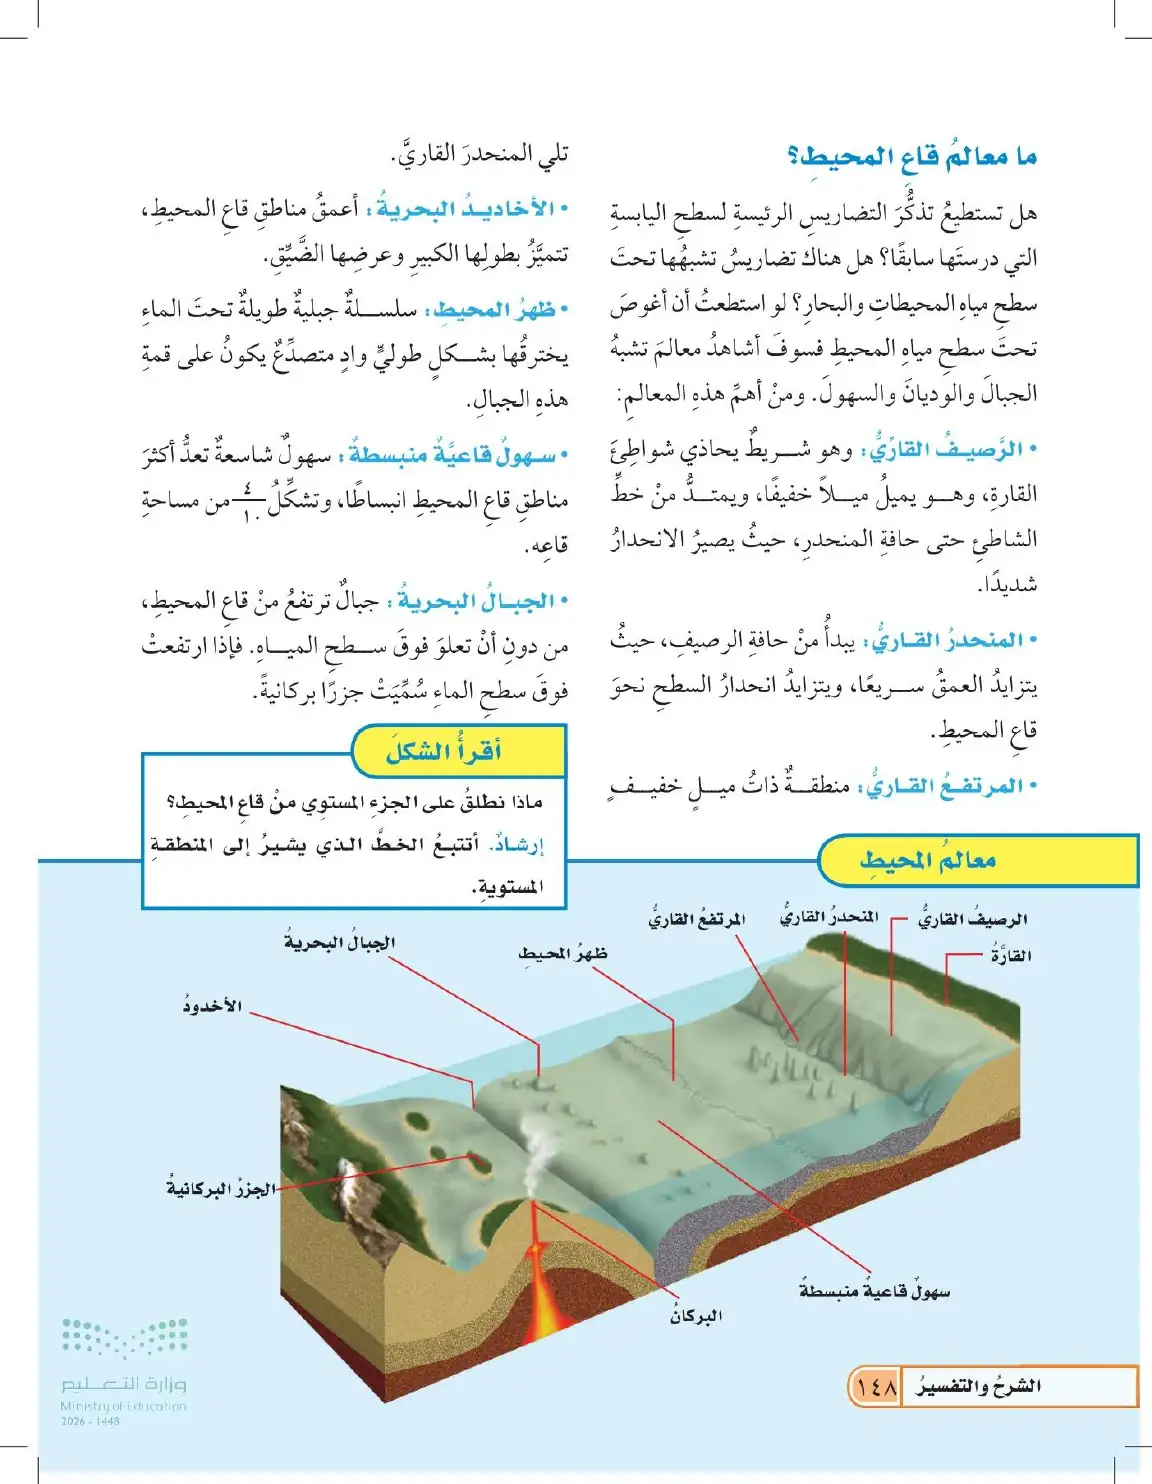 ما معالمُ قاعِ المحيطِ؟
هل تستطيعُ تذكُّرَ التضاريسِ الرئيسةِ لسطحِ اليابسةِ
التي درستَها سابقًا؟ هل هناك تضاريسُ تشبهُها تحتَ
سطحِ مياهِ المحيطاتِ والبحارِ؟ لو استطعتُ أن أغوصَ
تحتَ سطحِ مياهِ المحيطِ فسوفَ أشاهدُ معالمَ تشبهُ
الجبالَ والوديانَ والسهولَ. ومنْ أهمِّ هذهِ المعالمِ:
• الرَّصيفُ القارِّيُّ: وهو شريطٌ يحاذي شواطِئَ
القارةِ، وهو يميلُ ميلاً خفيفًا، ويمتدُّ منْ خطِّ
الشاطئِ حتى حافةِ المنحدرِ، حيثُ يصيرُ الانحدارُ
شديدًا.
• المنحدرُ القاريُّ: يبدأُ منْ حافةِ الرصيفِ، حيثُ
يتزايدُ العمقُ سريعًا، ويتزايدُ انحدارُ السطحِ نحوَ
قاعِ المحيطِ.
• المرتفعُ القاريُّ: منطقةٌ ذاتُ ميلٍ خفيفٍ
تلي المنحدرَ القاريَّ.
• الأخاديدُ البحريةُ: أعمقُ مناطقِ قاعِ المحيطِ،
تتميَّزُ بطولِها الكبيرِ وعرضِها الضَّيِّقِ.
• ظهرُ المحيطِ: سلسلةٌ جبليةٌ طويلةٌ تحتَ الماءِ
يخترقُها بشكلٍ طوليٍّ وادٍ متصدِّعٌ يكونُ على قمةِ
هذهِ الجبالِ.
• سهولٌ قاعيَّةٌ منبسطةٌ: سهولٌ شاسعةٌ تعدُّ أكثرَ
مناطقِ قاعِ المحيطِ انبساطًا، وتشكِّلُ ٤/١٠ من مساحةِ
قاعِه.
• الجبالُ البحريةُ: جبالٌ ترتفعُ منْ قاعِ المحيطِ،
من دونِ أنْ تعلوَ فوقَ سطحِ المياهِ. فإذا ارتفعتْ
فوقَ سطحِ الماءِ سُمِّيَتْ جزرًا بركانيةً.
أقرأُ الشكلَ
ماذا نطلقُ على الجزءِ المستوِي منْ قاعِ المحيطِ؟
إرشادٌ. أتتبعُ الخطَّ الذي يشيرُ إلى المنطقةِ
المستويةِ.
معالمُ المحيطِ
الرصيفُ القاريُّ
المنحدرُ القاريُّ
المرتفعُ القاريُّ
القارَّةُ
ظهرُ المحيطِ
الجبالُ البحريةُ
الأخدودُ
الجزرُ البركانيةُ
سهولٌ قاعيةٌ منبسطةٌ
البركانُ
الشرحُ والتفسيرُ ١٤٨
وزارة التعليم
Ministry of Education
2026 - 1448